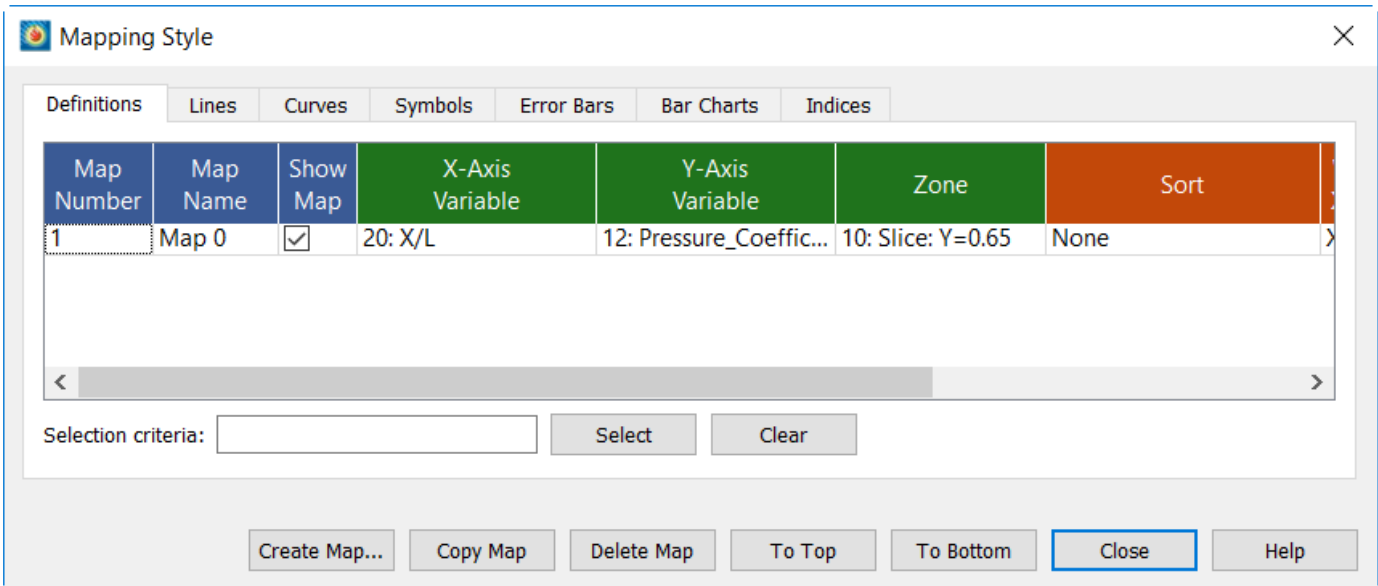 Mapping Style
Definitions Lines Curves Symbols Error Bars Bar Charts Indices
Map Number Map Name Show Map X-Axis Variable Y-Axis Variable Zone Sort
1 Map 0 20: X/L 12: Pressure_Coeffic... 10: Slice: Y=0.65 None
Selection criteria: Select Clear
Create Map... Copy Map Delete Map To Top To Bottom Close Help